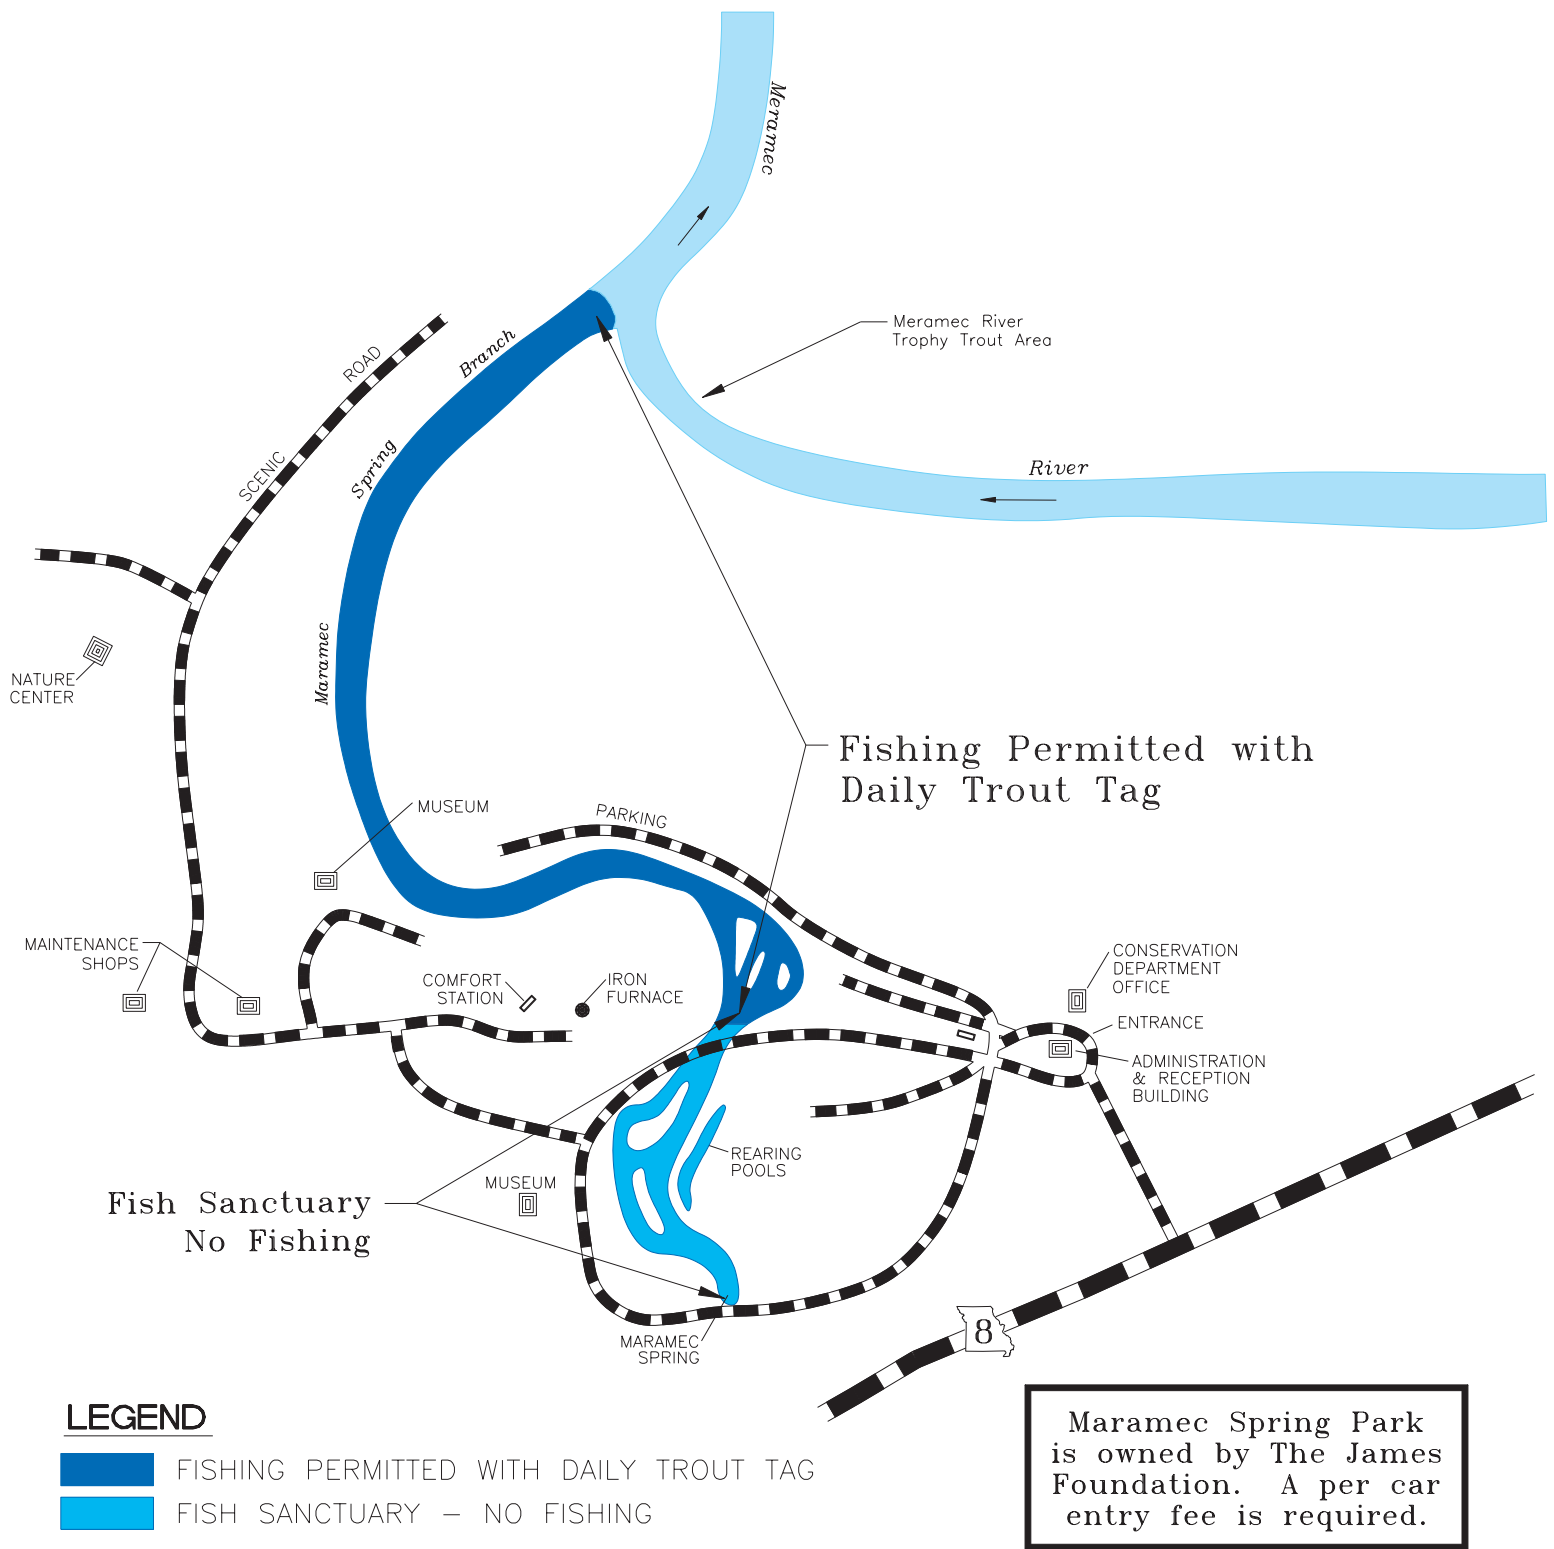 Meramec
Meramec River
Trophy Trout Area
Branch
ROAD
River
Spring
SCENIC
Maramec
NATURE
CENTER
Fishing Permitted with
Daily Trout Tag
MUSEUM
PARKING
MAINTENANCE
SHOPS
COMFORT
STATION
IRON
FURNACE
CONSERVATION
DEPARTMENT
OFFICE
ENTRANCE
ADMINISTRATION
& RECEPTION
BUILDING
REARING
POOLS
MUSEUM
Fish Sanctuary
No Fishing
MARAMEC
SPRING
8
LEGEND
FISHING PERMITTED WITH DAILY TROUT TAG
FISH SANCTUARY – NO FISHING
Maramec Spring Park
is owned by The James
Foundation. A per car
entry fee is required.